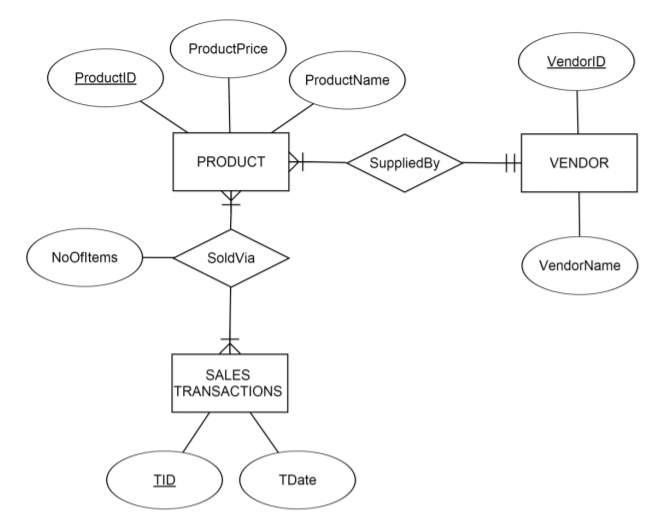 ProductPrice
ProductID
ProductName
VendorID
PRODUCT
SuppliedBy
VENDOR
NoOfItems
SoldVia
VendorName
SALES
TRANSACTIONS
TID
TDate